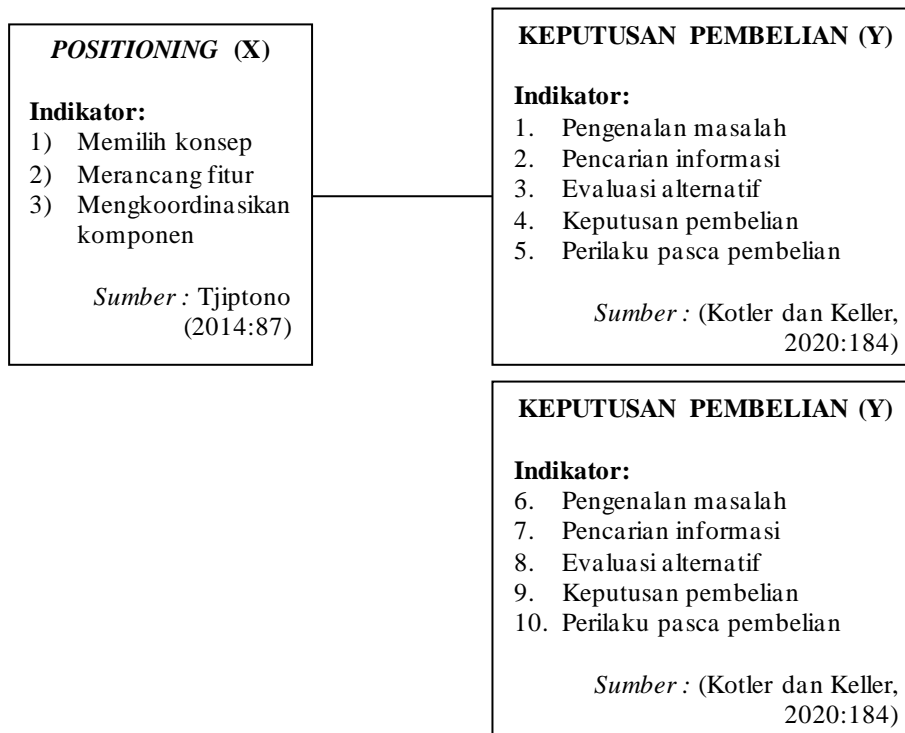 POSITIONING (X)
Indikator:
1) Memilih konsep
2) Merancang fitur
3) Mengkoordinasikan
komponen
Sumber : Tjiptono
(2014:87)
KEPUTUSAN PEMBELIAN (Y)
Indikator:
1. Pengenalan masalah
2. Pencarian informasi
3. Evaluasi alternatif
4. Keputusan pembelian
5. Perilaku pasca pembelian
Sumber : (Kotler dan Keller,
2020:184)
KEPUTUSAN PEMBELIAN (Y)
Indikator:
6. Pengenalan masalah
7. Pencarian informasi
8. Evaluasi alternatif
9. Keputusan pembelian
10. Perilaku pasca pembelian
Sumber : (Kotler dan Keller,
2020:184)